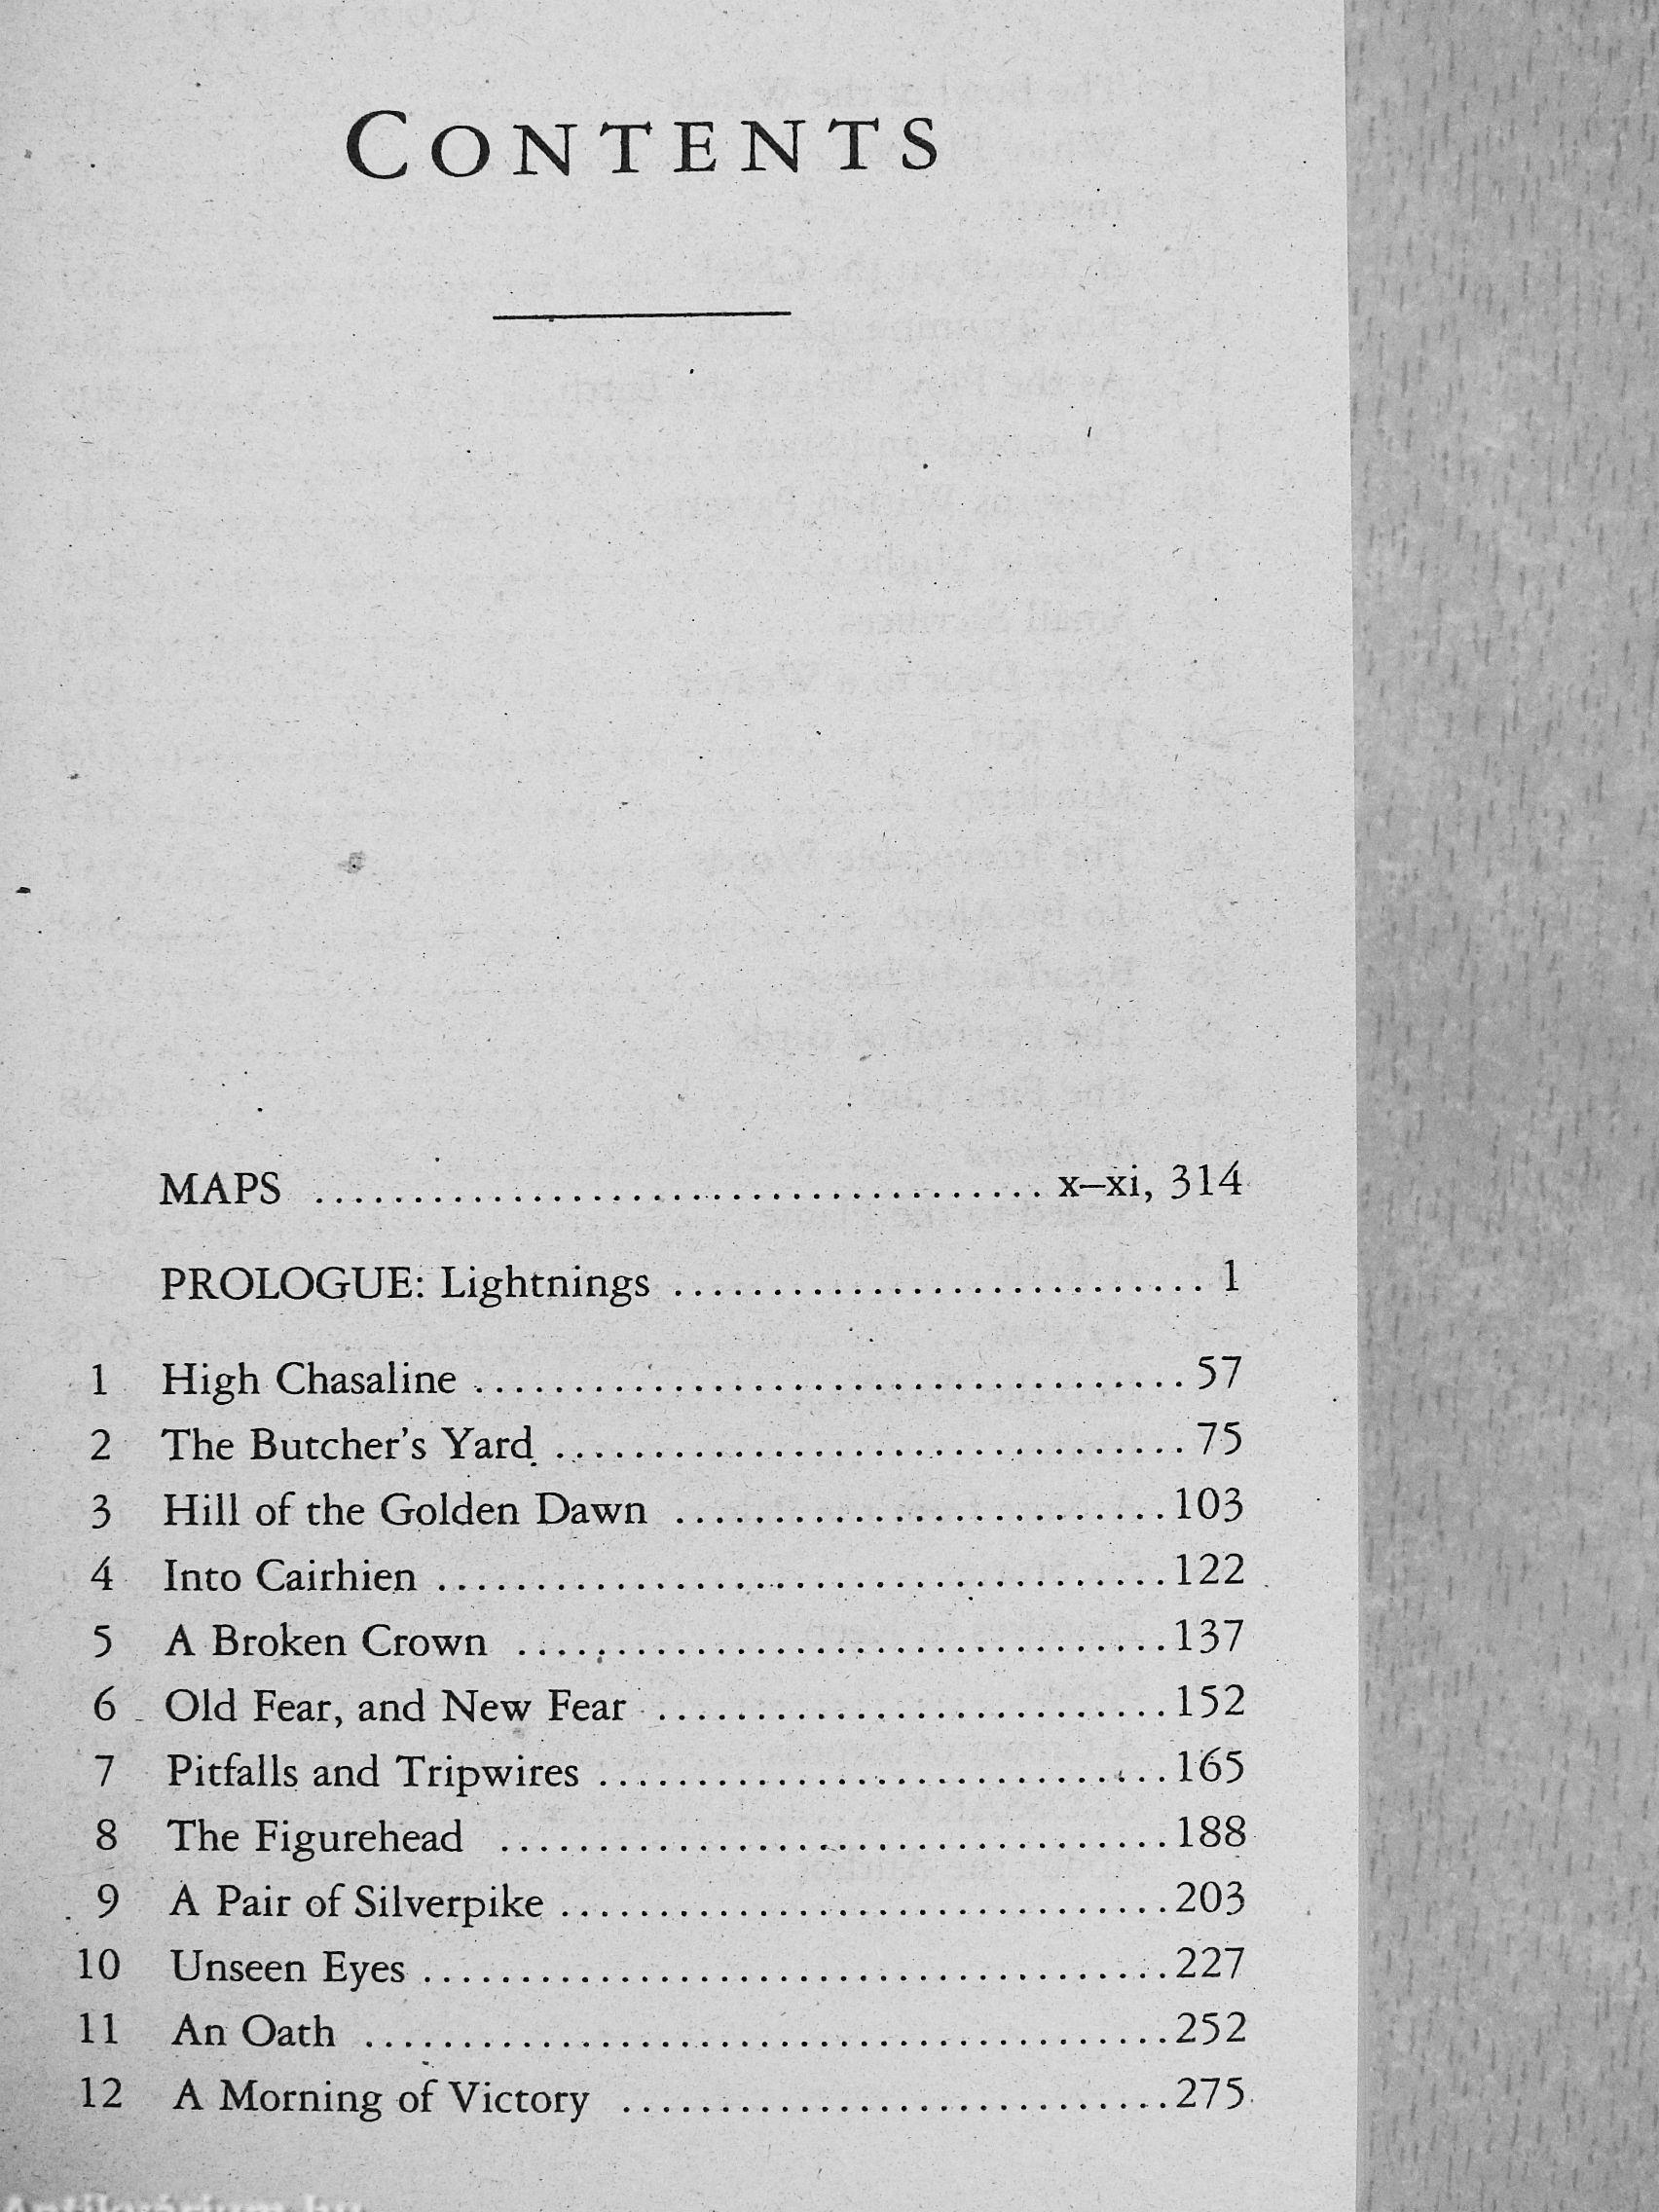 CONTENTS
MAPS ..................................... x–xi, 314
PROLOGUE: Lightnings ........................... 1
1 High Chasaline .................................... 57
2 The Butcher's Yard ................................ 75
3 Hill of the Golden Dawn ......................... 103
4 Into Cairhien ..................................... 122
5 A Broken Crown ................................. 137
6 Old Fear, and New Fear .......................... 152
7 Pitfalls and Tripwires ............................. 165
8 The Figurehead .................................. 188
9 A Pair of Silverpike ............................... 203
10 Unseen Eyes ...................................... 227
11 An Oath ......................................... 252
12 A Morning of Victory ............................ 275